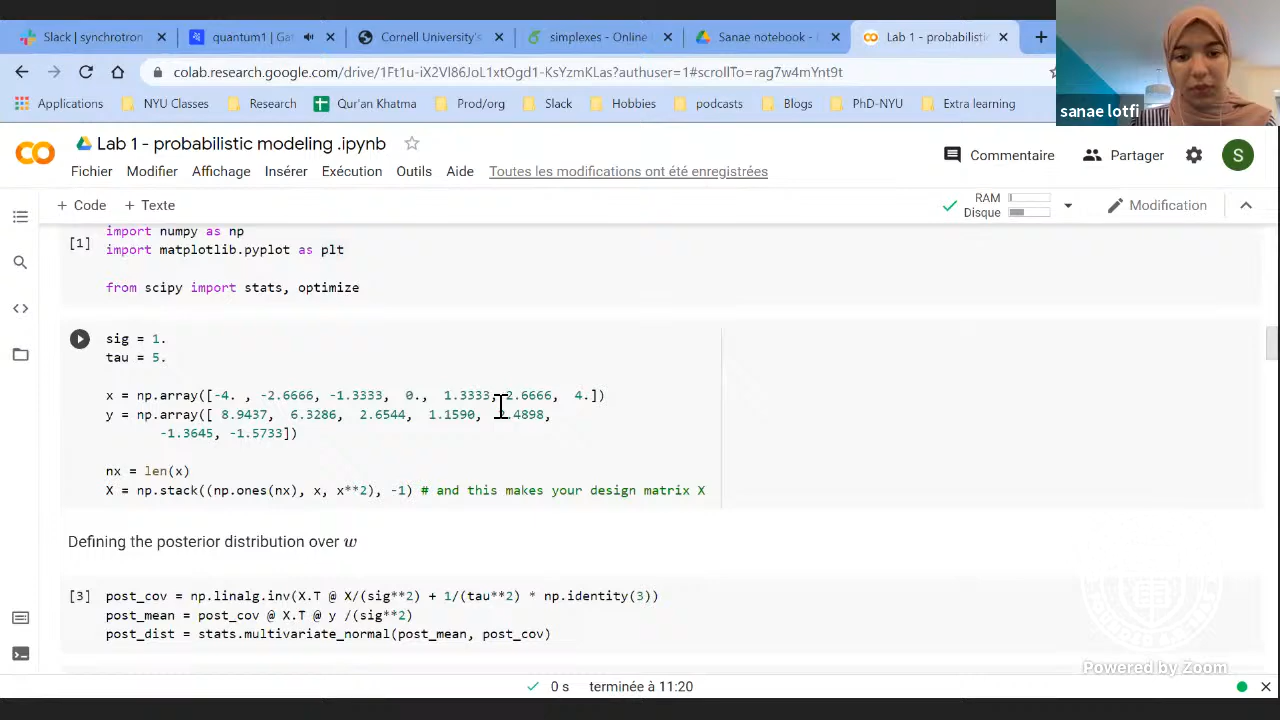 Slack | synchrotron
quantum1 | Ga
Cornell University's
simplexes - Online
Sanae notebook -
Lab 1 - probabilistic
colab.research.google.com/drive/1Ft1u-iX2Vl86JoL1xtOgd1-KsYzmKLas?authuser=1#scrollTo=rag7w4mYnt9t
Applications
NYU Classes
Research
Qur'an Khatma
Prod/org
Slack
Hobbies
podcasts
Blogs
PhD-NYU
Extra learning
sanae lotfi
CO
Lab 1 - probabilistic modeling .ipynb
Commentaire
Partager
S
Fichier Modifier Affichage Insérer Exécution Outils Aide Toutes les modifications ont été enregistrées
+ Code + Texte
RAM
Disque
Modification
[1]
import numpy as np
import matplotlib.pyplot as plt
from scipy import stats, optimize
sig = 1.
tau = 5.
x = np.array([-4. , -2.6666, -1.3333, 0., 1.3333, 2.6666, 4.])
y = np.array([ 8.9437, 6.3286, 2.6544, 1.1590, .4898,
-1.3645, -1.5733])
nx = len(x)
X = np.stack((np.ones(nx), x, x**2), -1) # and this makes your design matrix X
Defining the posterior distribution over w
[3] post_cov = np.linalg.inv(X.T @ X/(sig**2) + 1/(tau**2) * np.identity(3))
post_mean = post_cov @ X.T @ y /(sig**2)
post_dist = stats.multivariate_normal(post_mean, post_cov)
Powered by Zoom
0 s terminée à 11:20